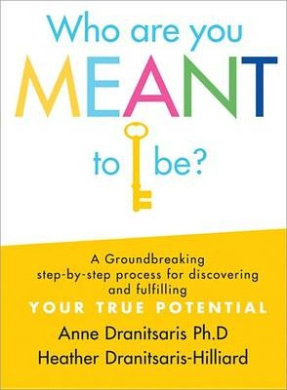 Who are you
MEANT
to be?
A Groundbreaking
step-by-step process for discovering
and fulfilling
YOUR TRUE POTENTIAL
Anne Dranitsaris Ph.D
Heather Dranitsaris-Hilliard